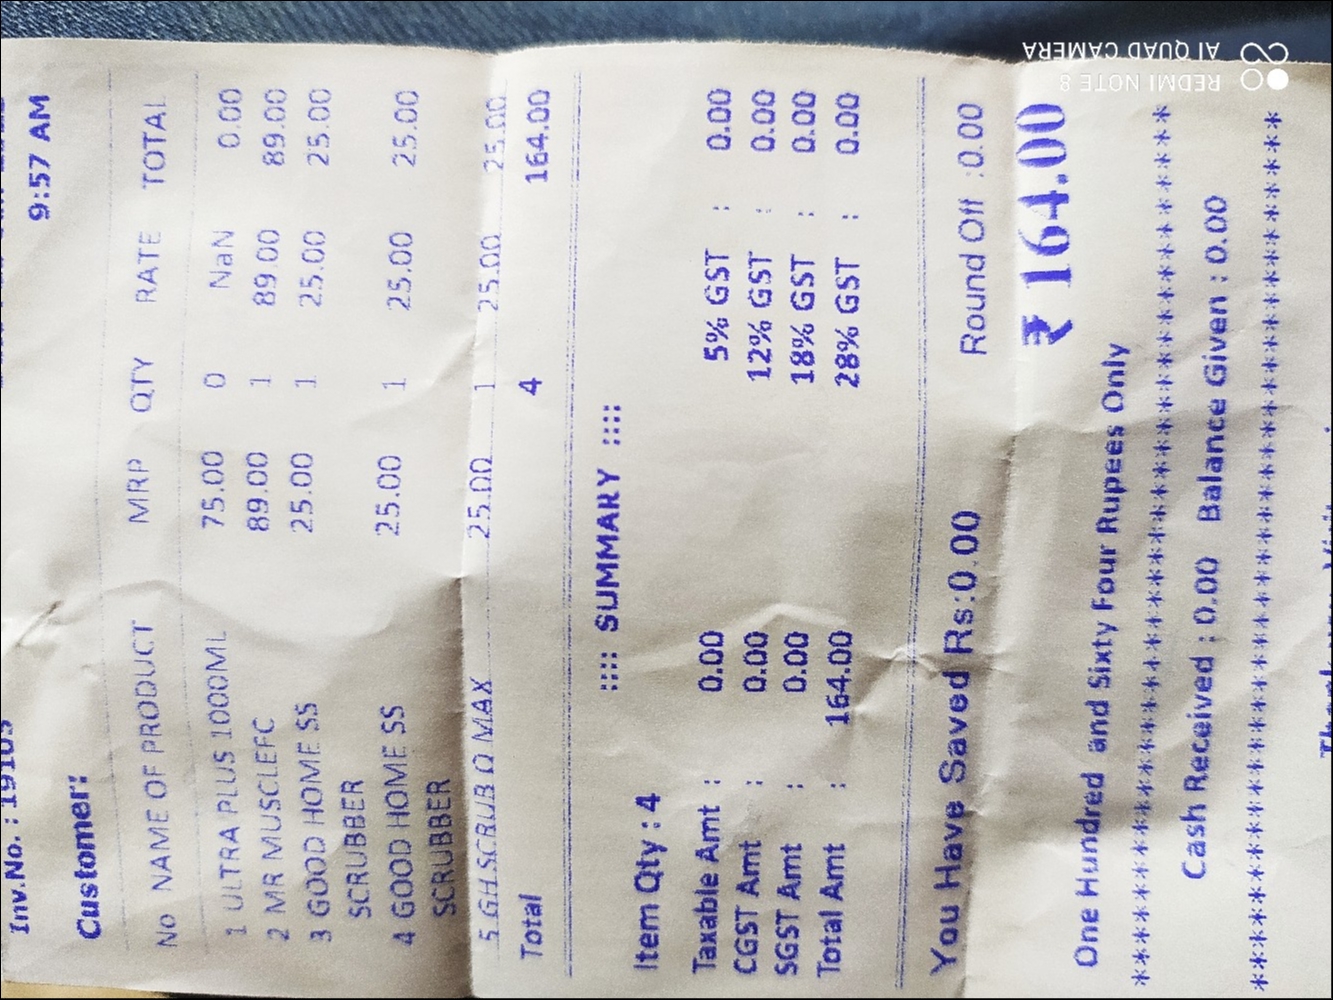 Inv.No. : 19103
9:57 AM
Customer:
No NAME OF PRODUCT MRP QTY RATE TOTAL
1 ULTRA PLUS 1000ML 75.00 0 NaN 0.00
2 MR MUSCLEFC 89.00 1 89.00 89.00
3 GOOD HOME SS 25.00 1 25.00 25.00
SCRUBBER
4 GOOD HOME SS 25.00 1 25.00 25.00
SCRUBBER
5 GH.SCRUB Q MAX 25.00 1 25.00 25.00
Total 4 164.00
:::: SUMMARY ::::
Item Qty : 4
Taxable Amt : 0.00 5% GST : 0.00
CGST Amt : 0.00 12% GST : 0.00
SGST Amt : 0.00 18% GST : 0.00
Total Amt : 164.00 28% GST : 0.00
You Have Saved Rs:0.00 Round Off :0.00
₹ 164.00
One Hundred and Sixty Four Rupees Only
Cash Received : 0.00 Balance Given : 0.00
REDMI NOTE 8
AI QUAD CAMERA